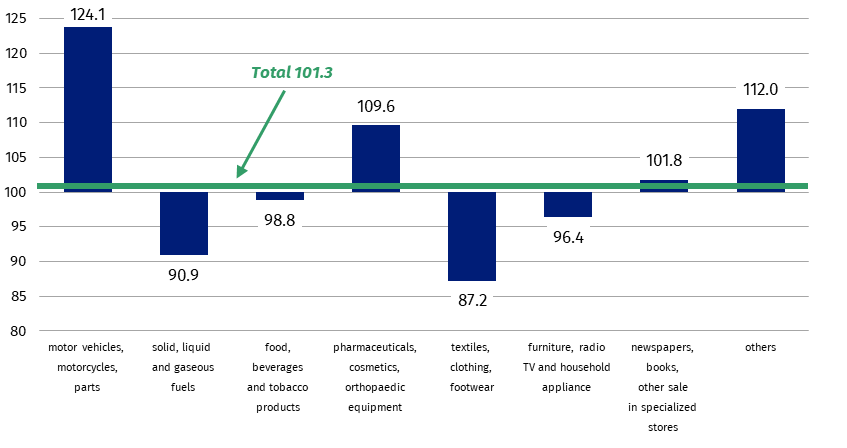 125
120
115
110
105
100
95
90
85
80
124.1
90.9
98.8
109.6
87.2
96.4
101.8
112.0
Total 101.3
motor vehicles,
motorcycles,
parts
solid, liquid
and gaseous
fuels
food,
beverages
and tobacco
products
pharmaceuticals,
cosmetics,
orthopaedic
equipment
textiles,
clothing,
footwear
furniture, radio
TV and household
appliance
newspapers,
books,
other sale
in specialized
stores
others